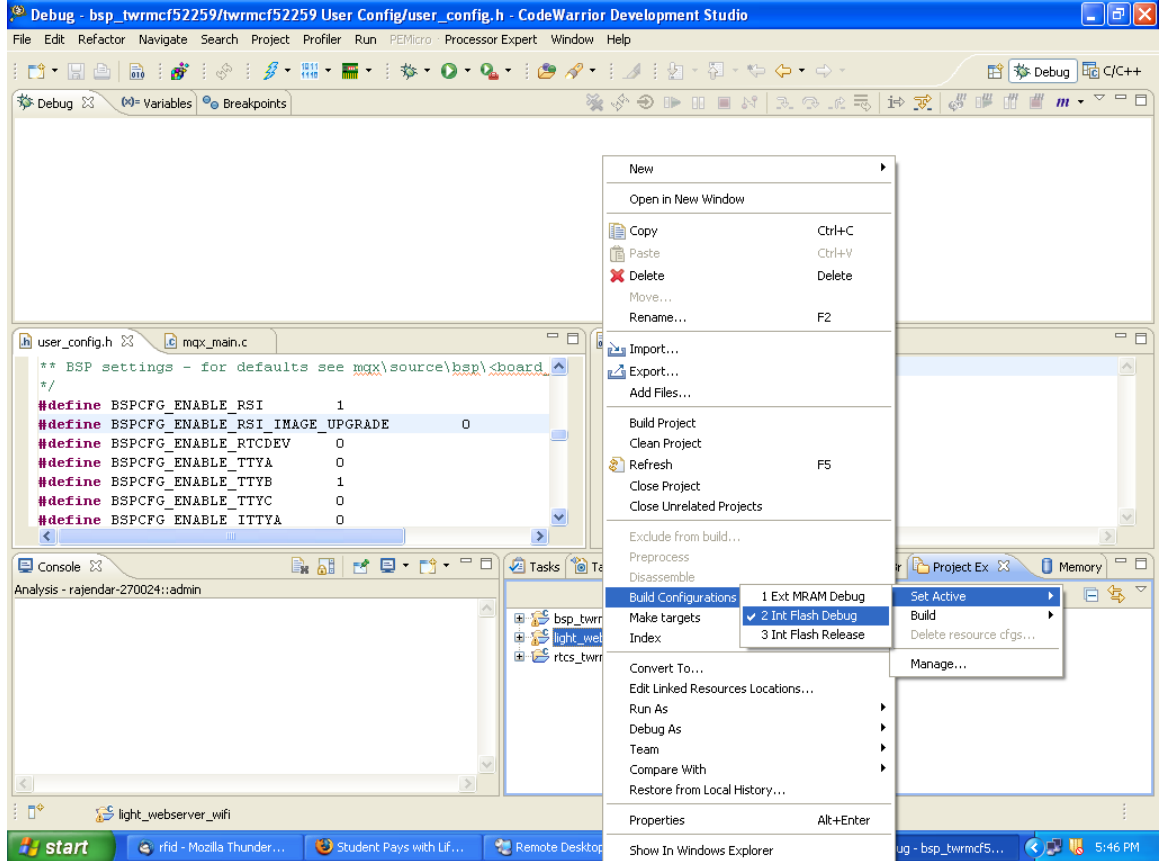 Debug - bsp_twrmcf52259/twrmcf52259 User Config/user_config.h - CodeWarrior Development Studio
File Edit Refactor Navigate Search Project Profiler Run PEMicro Processor Expert Window Help
Debug C/C++
Debug Variables Breakpoints
user_config.h mqx_main.c
** BSP settings - for defaults see mqx\source\bsp\<board
*/
#define BSPCFG_ENABLE_RSI 1
#define BSPCFG_ENABLE_RSI_IMAGE_UPGRADE 0
#define BSPCFG_ENABLE_RTCDEV 0
#define BSPCFG_ENABLE_TTYA 0
#define BSPCFG_ENABLE_TTYB 1
#define BSPCFG_ENABLE_TTYC 0
#define BSPCFG_ENABLE_ITTYA 0
Console
Analysis - rajendar-270024::admin
Tasks Project Ex Memory
bsp_twr
light_web
rtcs_twr
New
Open in New Window
Copy Ctrl+C
Paste Ctrl+V
Delete Delete
Move...
Rename... F2
Import...
Export...
Add Files...
Build Project
Clean Project
Refresh F5
Close Project
Close Unrelated Projects
Exclude from build...
Preprocess
Disassemble
Build Configurations
Make targets
Index
Convert To...
Edit Linked Resources Locations...
Run As
Debug As
Team
Compare With
Restore from Local History...
Properties Alt+Enter
Show In Windows Explorer
1 Ext MRAM Debug
2 Int Flash Debug
3 Int Flash Release
Set Active
Build
Delete resource cfgs...
Manage...
light_webserver_wifi
start rfid - Mozilla Thunder... Student Pays with Lif... Remote Desktop ug - bsp_twrmcf5... 5:46 PM